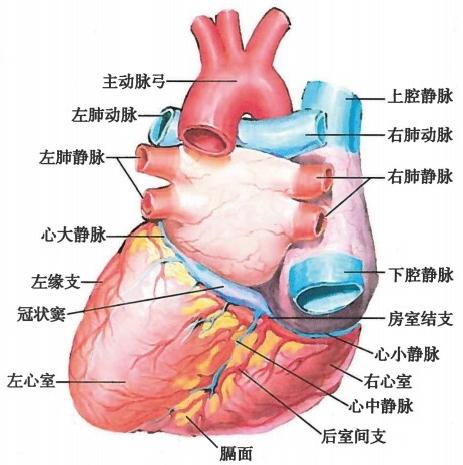 主动脉弓
左肺动脉
左肺静脉
心大静脉
左缘支
冠状窦
左心室
膈面
上腔静脉
右肺动脉
右肺静脉
下腔静脉
房室结支
心小静脉
右心室
心中静脉
后室间支